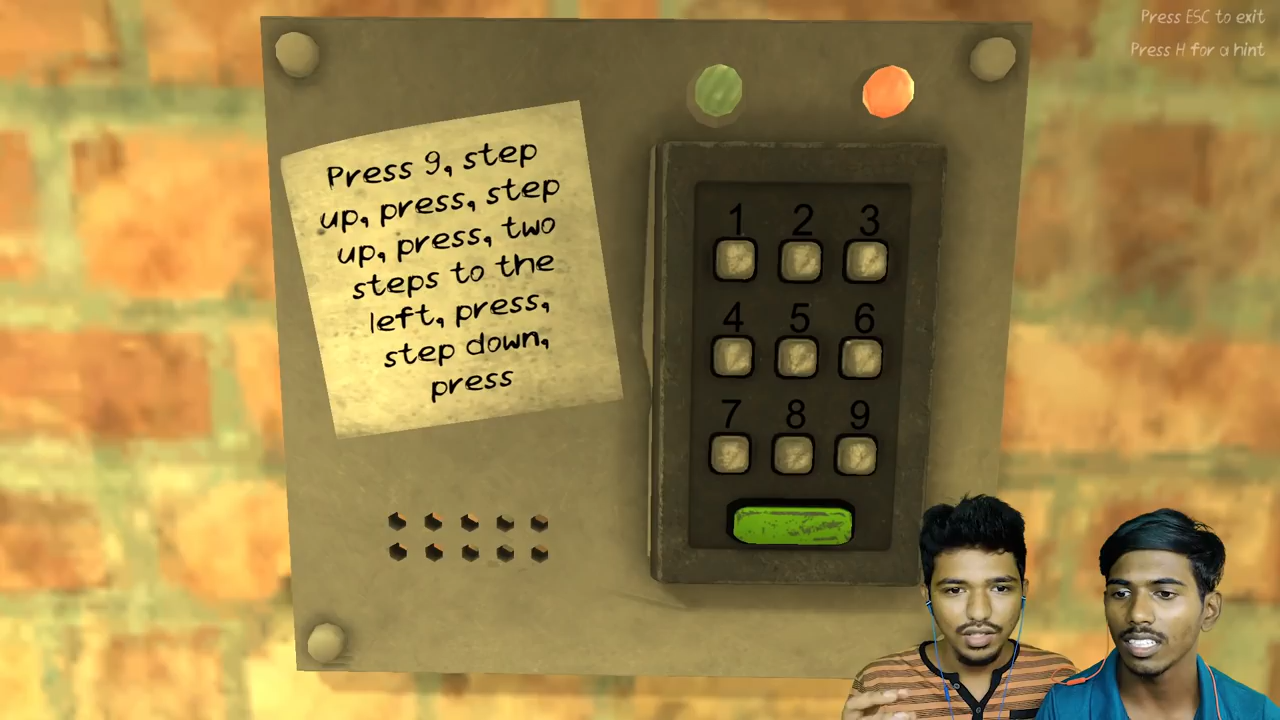 Press ESC to exit
Press H for a hint
Press 9, step
up, press, step
up, press, two
steps to the
left, press,
step down,
press
1 2 3
4 5 6
7 8 9